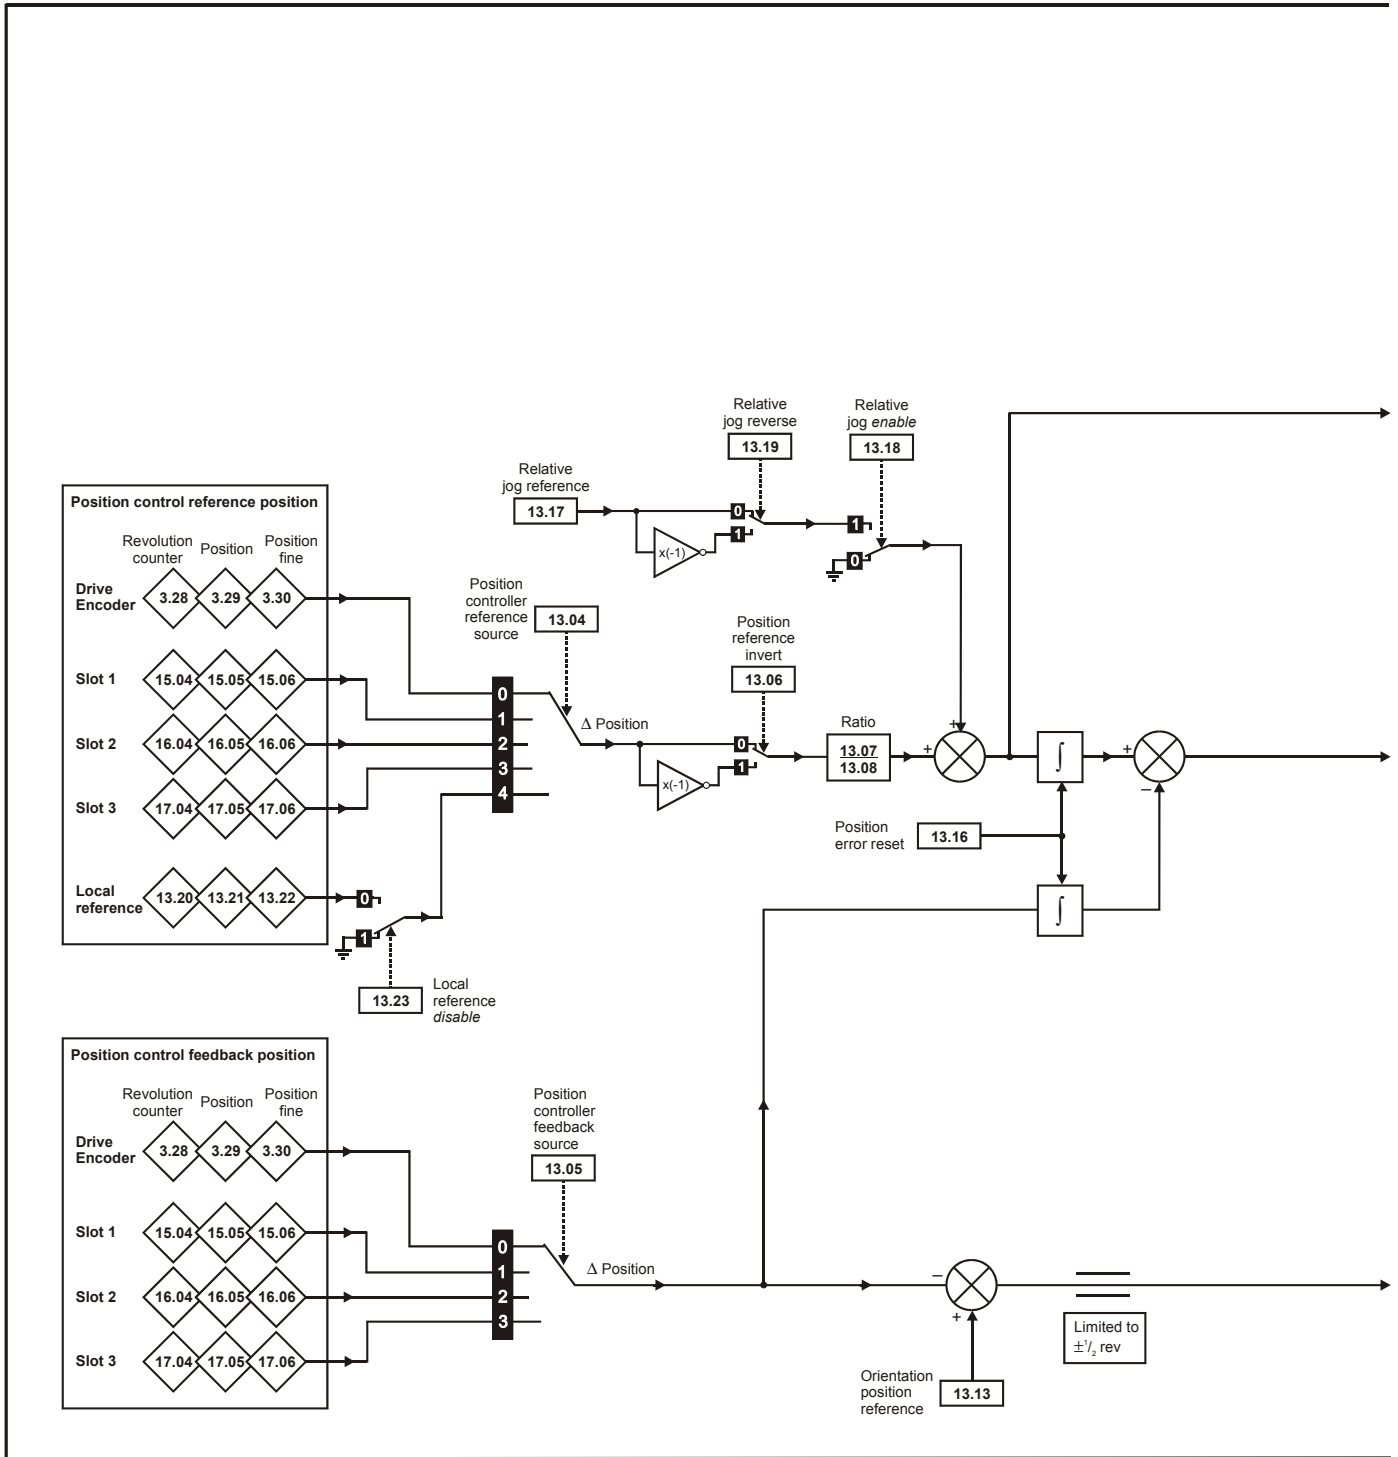 Relative
jog reverse
13.19
Relative
jog enable
13.18
Relative
jog reference
13.17
0
1
x(-1)
1
0
Position control reference position
Revolution
counter
Position
Position
fine
Drive
Encoder
3.28 3.29 3.30
Slot 1
15.04 15.05 15.06
Slot 2
16.04 16.05 16.06
Slot 3
17.04 17.05 17.06
Local
reference
13.20 13.21 13.22
0
1
13.23
Local
reference
disable
Position
controller
reference
source
13.04
0
1
2
3
4
Δ Position
Position
reference
invert
13.06
0
1
x(-1)
Ratio
13.07
13.08
+
+
∫
+
−
Position
error reset
13.16
∫
Position control feedback position
Revolution
counter
Position
Position
fine
Drive
Encoder
3.28 3.29 3.30
Slot 1
15.04 15.05 15.06
Slot 2
16.04 16.05 16.06
Slot 3
17.04 17.05 17.06
Position
controller
feedback
source
13.05
0
1
2
3
Δ Position
−
+
Limited to
±1/2 rev
Orientation
position
reference
13.13